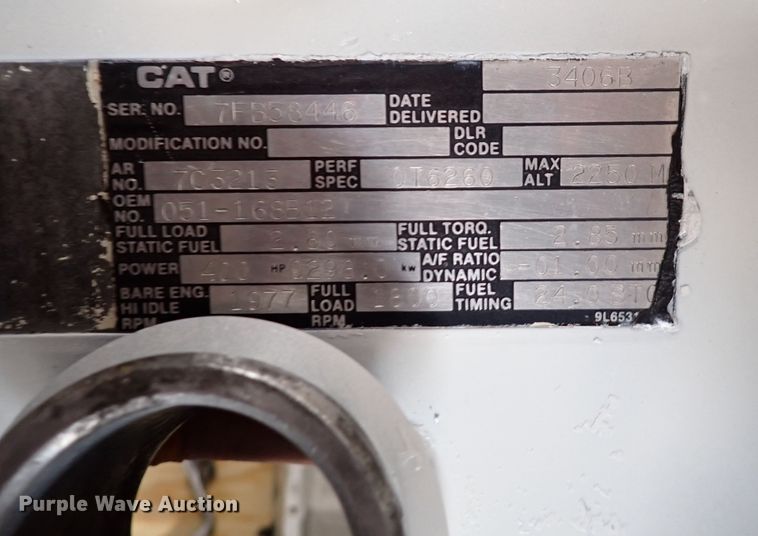 CAT® 3406B
SER. NO. 7FB58446 DATE DELIVERED
MODIFICATION NO. DLR CODE
AR NO. 7C3213 PERF SPEC 0T6260 MAX ALT 2250 M
OEM NO. 051-168512
FULL LOAD STATIC FUEL 2.80 mm FULL TORQ. STATIC FUEL 2.85 mm
POWER 400 HP 0298.0 kw A/F RATIO DYNAMIC -01.00 mm
BARE ENG. HI IDLE RPM 1977 FULL LOAD RPM 1800 FUEL TIMING 24.0
9L6531
Purple Wave Auction